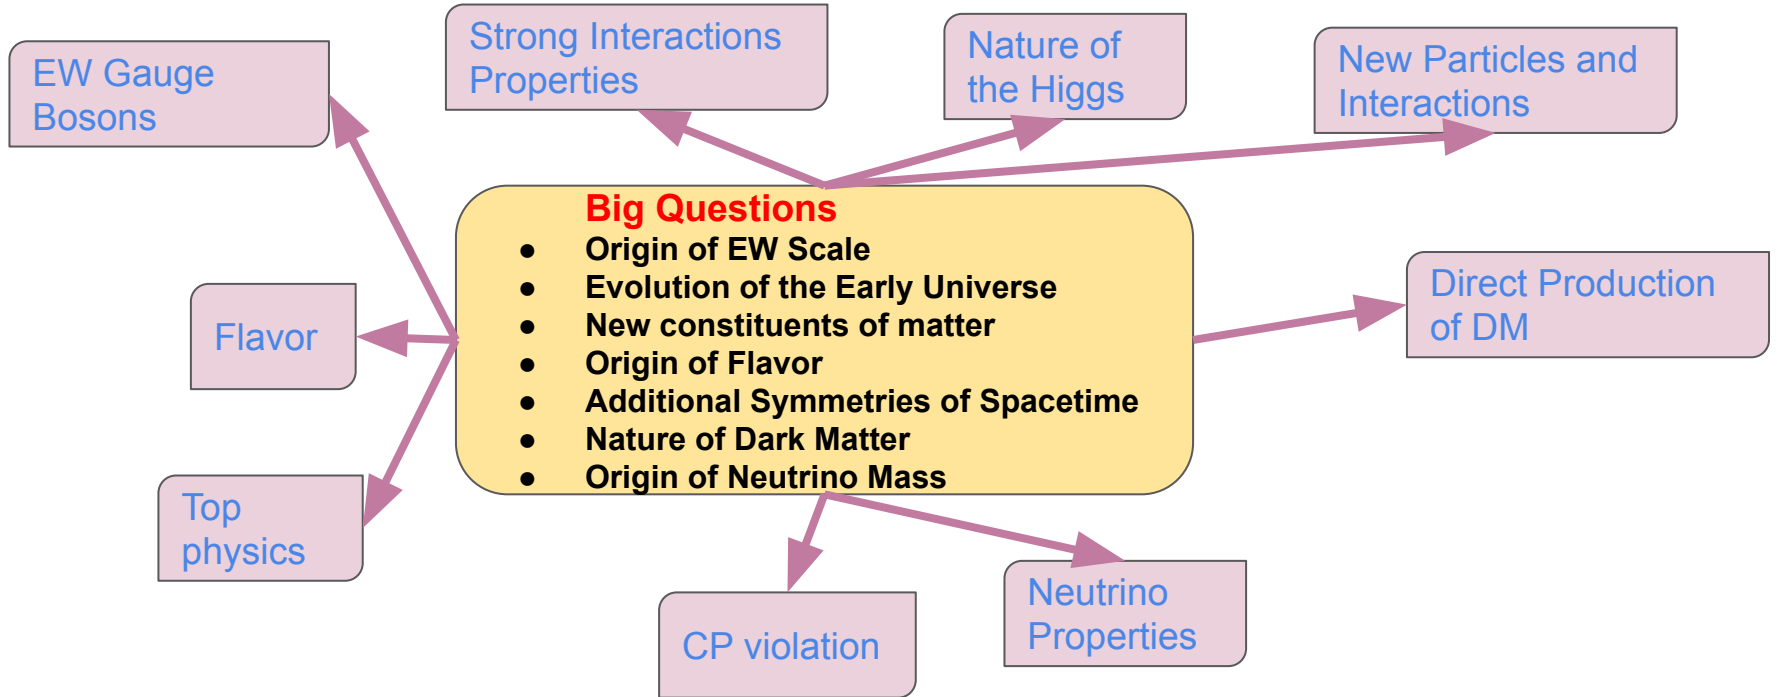 EW Gauge
Bosons
Strong Interactions
Properties
Nature of
the Higgs
New Particles and
Interactions
Big Questions
● Origin of EW Scale
● Evolution of the Early Universe
● New constituents of matter
● Origin of Flavor
● Additional Symmetries of Spacetime
● Nature of Dark Matter
● Origin of Neutrino Mass
Flavor
Direct Production
of DM
Top
physics
CP violation
Neutrino
Properties